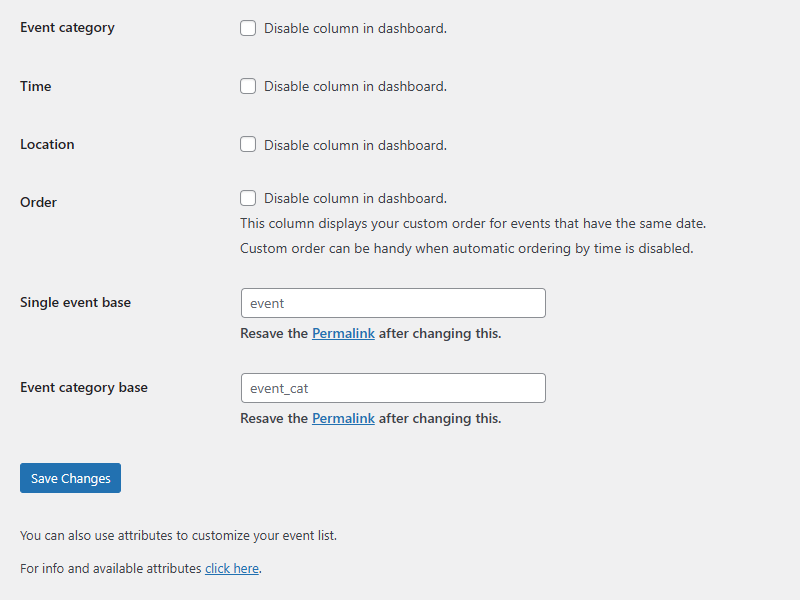 Event category
Disable column in dashboard.
Time
Disable column in dashboard.
Location
Disable column in dashboard.
Order
Disable column in dashboard.
This column displays your custom order for events that have the same date.
Custom order can be handy when automatic ordering by time is disabled.
Single event base
event
Resave the Permalink after changing this.
Event category base
event_cat
Resave the Permalink after changing this.
Save Changes
You can also use attributes to customize your event list.
For info and available attributes click here.